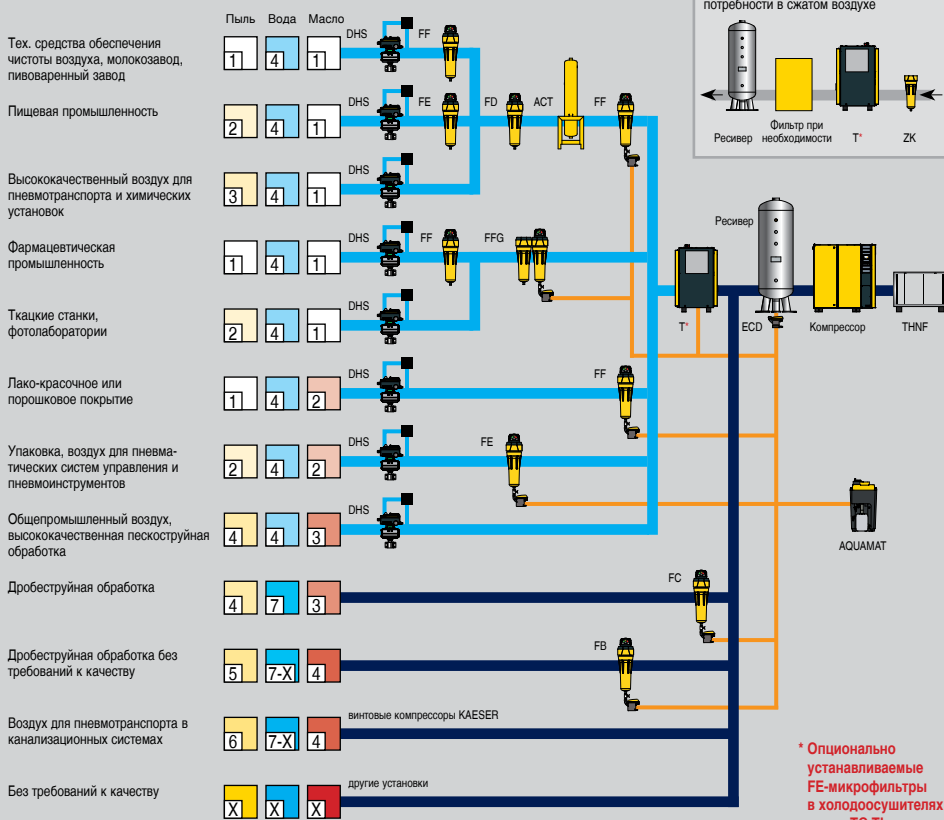 потребности в сжатом воздухе
Ресивер
Фильтр при
необходимости
T*
ZK
Пыль Вода Масло
Тех. средства обеспечения
чистоты воздуха, молокозавод,
пивоваренный завод
1 4 1
DHS FF
Пищевая промышленность
2 4 1
DHS FE FD ACT FF
Высококачественный воздух для
пневмотранспорта и химических
установок
3 4 1
DHS
Фармацевтическая
промышленность
1 4 1
DHS FF FFG
Ресивер
T* ECD Компрессор THNF
Ткацкие станки,
фотолаборатории
2 4 1
DHS
Лако-красочное или
порошковое покрытие
1 4 2
DHS FF
Упаковка, воздух для пневма-
тических систем управления и
пневмоинструментов
2 4 2
DHS FE
Общепромышленный воздух,
высококачественная пескоструйная
обработка
4 4 3
DHS
AQUAMAT
Дробеструйная обработка
4 7 3
FC
Дробеструйная обработка без
требований к качеству
5 7-X 4
FB
Воздух для пневмотранспорта в
канализационных системах
6 7-X 4
винтовые компрессоры KAESER
Без требований к качеству
X X X
другие установки
* Опционально
устанавливаемые
FE-микрофильтры
в холодоосушителях